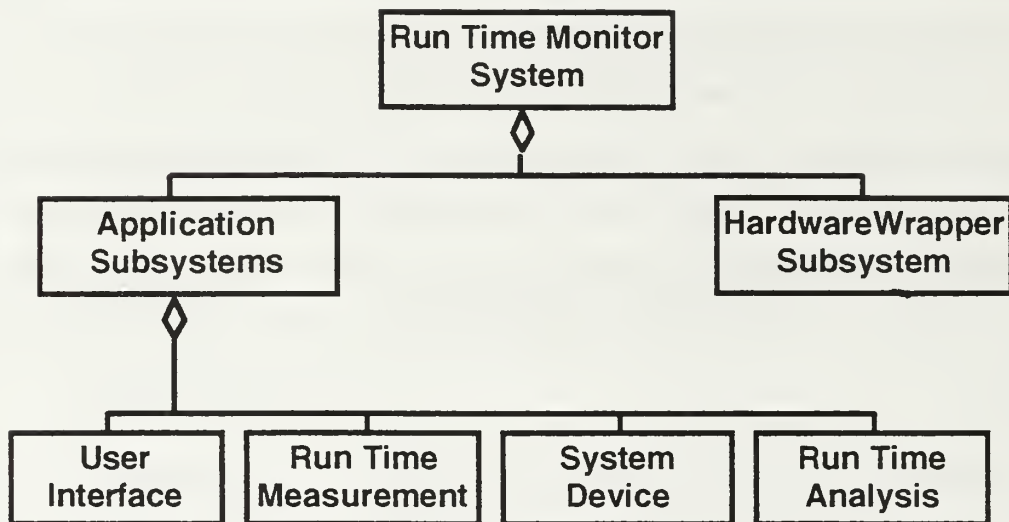 Run Time Monitor
System
Application
Subsystems
HardwareWrapper
Subsystem
User
Interface
Run Time
Measurement
System
Device
Run Time
Analysis